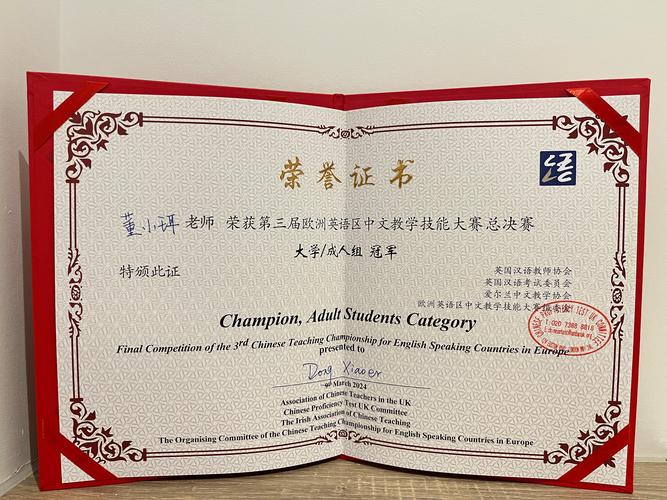 荣誉证书
董小珥 老师 荣获第三届欧洲英语区中文教学技能大赛总决赛
大学/成人组 冠军
特颁此证
英国汉语教师协会
英国汉语考试委员会
爱尔兰中文教学协会
欧洲英语区中文教学技能大赛组委会
Champion, Adult Students Category
Final Competition of the 3rd Chinese Teaching Championship for English Speaking Countries in Europe
presented to
Dong Xiaoer
9th March 2024
Association of Chinese Teachers in the UK
Chinese Proficiency Test UK Committee
The Irish Association of Chinese Teaching
The Organising Committee of the Chinese Teaching Championship for English Speaking Countries in Europe